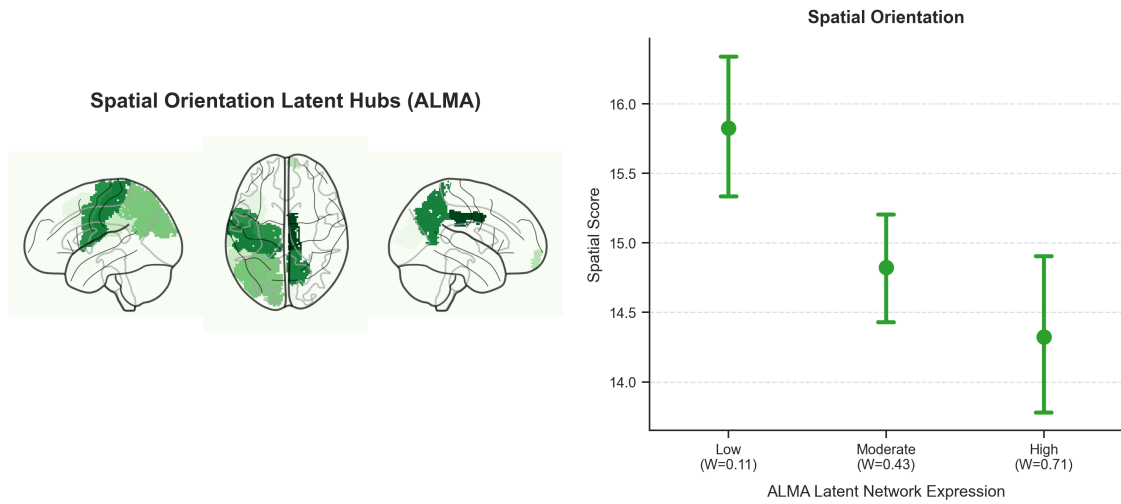 Spatial Orientation Latent Hubs (ALMA)
Spatial Orientation
Spatial Score
16.0
15.5
15.0
14.5
14.0
Low
(W=0.11)
Moderate
(W=0.43)
High
(W=0.71)
ALMA Latent Network Expression